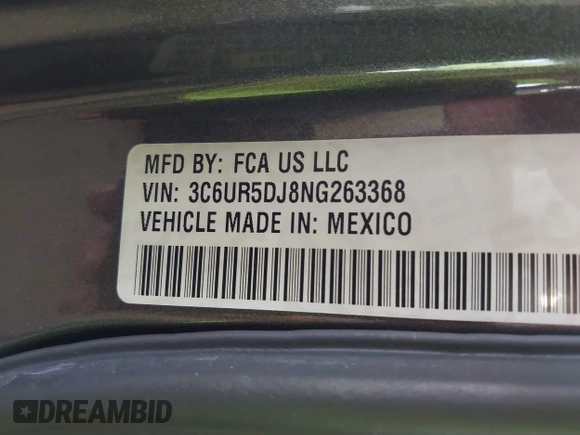 MFD BY: FCA US LLC
VIN: 3C6UR5DJ8NG263368
VEHICLE MADE IN: MEXICO
DREAMBID